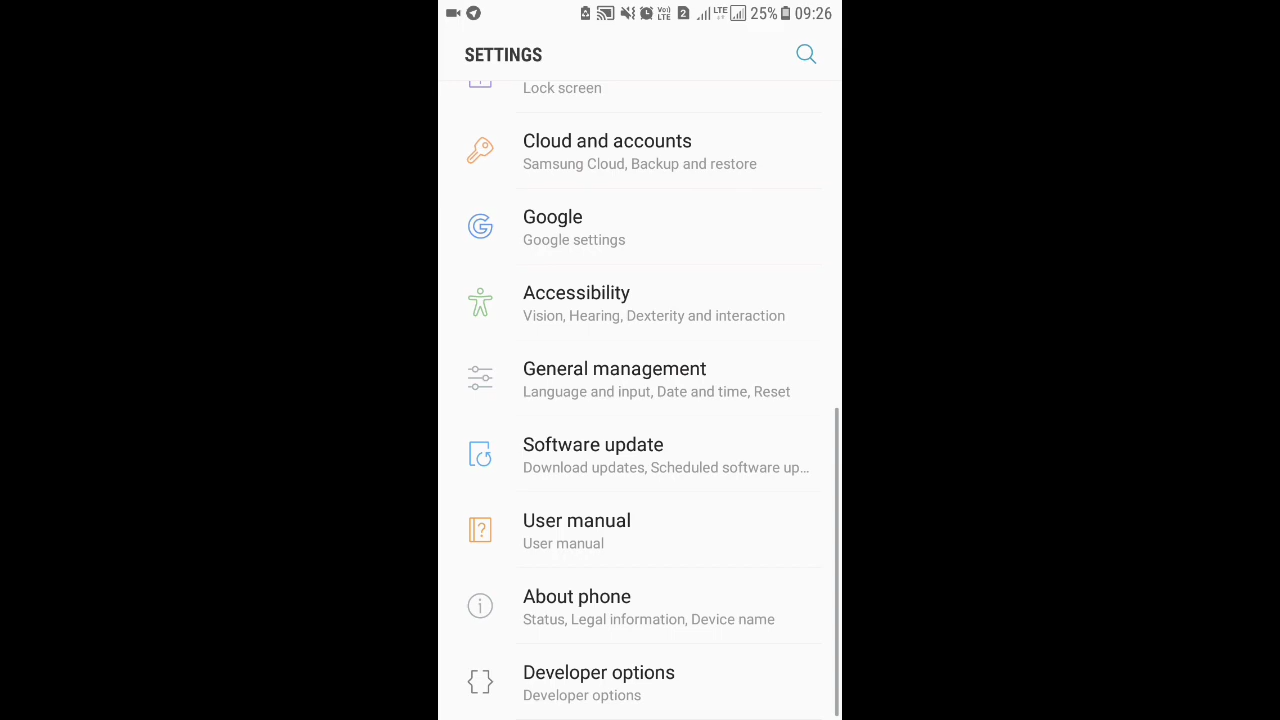 25% 09:26
SETTINGS
Lock screen
Cloud and accounts
Samsung Cloud, Backup and restore
Google
Google settings
Accessibility
Vision, Hearing, Dexterity and interaction
General management
Language and input, Date and time, Reset
Software update
Download updates, Scheduled software up...
User manual
User manual
About phone
Status, Legal information, Device name
Developer options
Developer options